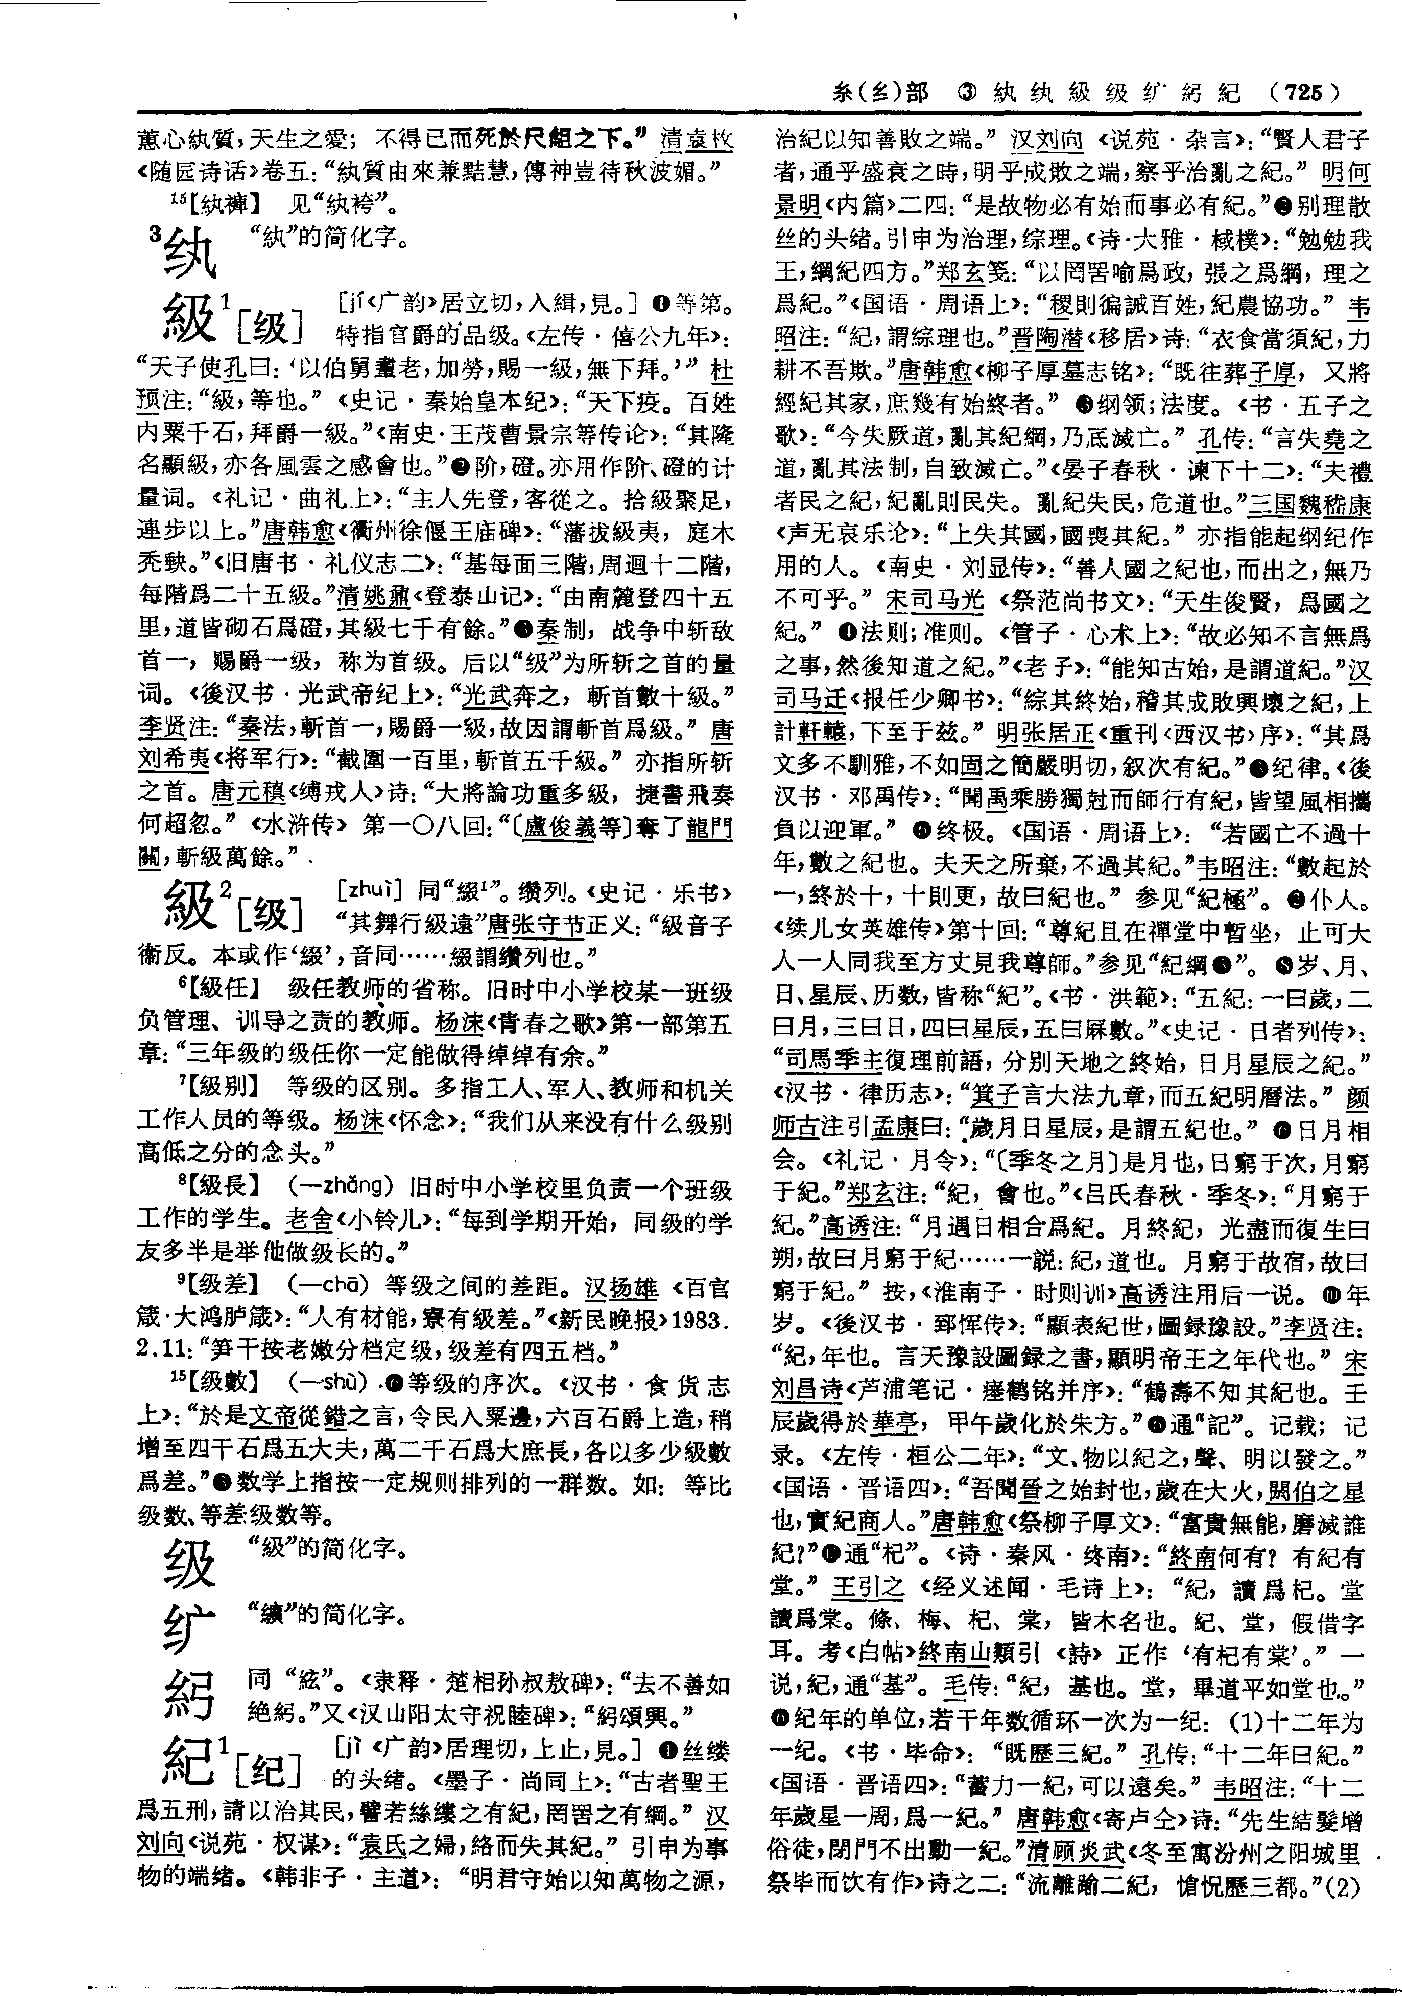 糸(糹)部 ③ 紈 纨 級 级 纩 紭 紀 (725)
蕙心紈質,天生之愛; 不得已而死於尺組之下。” 清袁枚
《随园诗话》卷五:“紈質由來兼黠慧,傳神豈待秋波媚。”
15【紈褲】 见“紈袴”。
3纨 “紈”的简化字。
級1[级] [jí《广韵》居立切,入緝,見。] ❶等第。
特指官爵的品级。《左传·僖公九年》:
“天子使孔曰:‘以伯舅耋老,加勞,賜一級,無下拜。’” 杜
预注:“級,等也。” 《史记·秦始皇本纪》:“天下疫。百姓
内粟千石,拜爵一級。”《南史·王茂曹景宗等传论》:“其隆
名顯級,亦各風雲之感會也。”❷阶,磴。亦用作阶、磴的计
量词。《礼记·曲礼上》:“主人先登,客從之。拾級聚足,
連步以上。”唐韩愈《衢州徐偃王庙碑》:“藩拔級夷,庭木
秃缺。”《旧唐书·礼仪志二》:“基每面三階,周迴十二階,
每階爲二十五級。”清姚鼐《登泰山记》:“由南麓登四十五
里,道皆砌石爲磴,其級七千有餘。”❸秦制,战争中斩敌
首一,赐爵一级,称为首级。后以“级”为所斩之首的量
词。《後汉书·光武帝纪上》:“光武奔之,斬首數十級。”
李贤注:“秦法,斬首一,賜爵一級,故因謂斬首爲級。” 唐
刘希夷《将军行》:“截圍一百里,斬首五千級。” 亦指所斩
之首。唐元稹《缚戎人》诗:“大將論功重多級,捷書飛奏
何超忽。” 《水浒传》 第一〇八回:“〔盧俊義等〕奪了龍門
關,斬級萬餘。”
級2[级] [zhuì] 同“綴1”。缵列。《史记·乐书》
“其舞行級遠”唐张守节正义:“級音子
衛反。本或作‘綴’,音同……綴謂纘列也。”
6【級任】 级任教师的省称。旧时中小学校某一班级
负管理、训导之责的教师。杨沫《青春之歌》第一部第五
章:“三年级的级任你一定能做得绰绰有余。”
7【級别】 等级的区别。多指工人、军人、教师和机关
工作人员的等级。杨沫《怀念》:“我们从来没有什么级别
高低之分的念头。”
8【級長】 (—zhǎng) 旧时中小学校里负责一个班级
工作的学生。老舍《小铃儿》:“每到学期开始,同级的学
友多半是举他做级长的。”
9【級差】 (—chā) 等级之间的差距。汉扬雄 《百官
箴·大鸿胪箴》:“人有材能,寮有級差。”《新民晚报》1983.
2.11:“笋干按老嫩分档定级,级差有四五档。”
15【級數】 (—shù) ❶等级的序次。《汉书·食货志
上》:“於是文帝從錯之言,令民入粟邊,六百石爵上造,稍
增至四千石爲五大夫,萬二千石爲大庶長,各以多少級數
爲差。”❷数学上指按一定规则排列的一群数。如: 等比
级数、等差级数等。
级 “級”的简化字。
纩 “纊”的简化字。
紭 同 “絃”。《隶释·楚相孙叔敖碑》:“去不善如
絶紭。”又《汉山阳太守祝睦碑》:“紭頌興。”
紀1[纪] [jì 《广韵》居理切,上止,見。] ❶丝缕
的头绪。《墨子·尚同上》:“古者聖王
爲五刑,請以治其民,譬若絲縷之有紀,罔罟之有綱。” 汉
刘向《说苑·权谋》:“袁氏之婦,絡而失其紀。” 引申为事
物的端绪。《韩非子·主道》: “明君守始以知萬物之源,
治紀以知善敗之端。” 汉刘向 《说苑·杂言》:“賢人君子
者,通乎盛衰之時,明乎成敗之端,察乎治亂之紀。” 明何
景明《内篇》二四:“是故物必有始而事必有紀。”❷别理散
丝的头绪。引申为治理,综理。《诗·大雅·棫樸》:“勉勉我
王,綱紀四方。”郑玄笺:“以罔罟喻爲政,張之爲綱,理之
爲紀。”《国语·周语上》:“稷則徧誡百姓,紀農協功。” 韦
昭注:“紀,謂綜理也。”晋陶潜《移居》诗:“衣食當須紀,力
耕不吾欺。”唐韩愈《柳子厚墓志铭》:“既往葬子厚,又將
經紀其家,庶幾有始終者。” ❸纲领;法度。《书·五子之
歌》:“今失厥道,亂其紀綱,乃厎滅亡。” 孔传:“言失堯之
道,亂其法制,自致滅亡。”《晏子春秋·谏下十二》:“夫禮
者民之紀,紀亂則民失。亂紀失民,危道也。”三国魏嵇康
《声无哀乐论》:“上失其國,國喪其紀。” 亦指能起纲纪作
用的人。《南史·刘显传》:“善人國之紀也,而出之,無乃
不可乎。” 宋司马光 《祭范尚书文》:“天生俊賢,爲國之
紀。” ❹法则;准则。《管子·心术上》:“故必知不言無爲
之事,然後知道之紀。”《老子》:“能知古始,是謂道紀。”汉
司马迁《报任少卿书》:“綜其終始,稽其成敗興壞之紀,上
計軒轅,下至于兹。” 明张居正《重刊〈西汉书〉序》:“其爲
文多不馴雅,不如固之簡嚴明切,叙次有紀。”❺纪律。《後
汉书·邓禹传》:“聞禹乘勝獨尅而師行有紀,皆望風相攜
負以迎軍。” ❻终极。《国语·周语上》: “若國亡不過十
年,數之紀也。夫天之所棄,不過其紀。”韦昭注:“數起於
一,終於十,十則更,故曰紀也。” 参见“紀極”。❼仆人。
《续儿女英雄传》第十回:“尊紀且在禪堂中暫坐,止可大
人一人同我至方丈見我尊師。”参见“紀綱❸”。❽岁、月、
日、星辰、历数,皆称“紀”。《书·洪範》:“五紀:一曰歲,二
曰月,三曰日,四曰星辰,五曰厤數。”《史记·日者列传》:
“司馬季主復理前語,分别天地之終始,日月星辰之紀。”
《汉书·律历志》:“箕子言大法九章,而五紀明曆法。” 颜
师古注引孟康曰:“歲月日星辰,是謂五紀也。” ❾日月相
会。《礼记·月令》:“〔季冬之月〕是月也,日窮于次,月窮
于紀。”郑玄注:“紀,會也。”《吕氏春秋·季冬》:“月窮于
紀。”高诱注:“月遇日相合爲紀。月終紀,光盡而復生曰
朔,故曰月窮于紀……一説:紀,道也。月窮于故宿,故曰
窮于紀。” 按,《淮南子·时则训》高诱注用后一说。❿年
岁。《後汉书·郅恽传》:“顯表紀世,圖録豫設。”李贤注:
“紀,年也。言天豫設圖録之書,顯明帝王之年代也。” 宋
刘昌诗《芦浦笔记·瘗鹤铭并序》:“鶴壽不知其紀也。壬
辰歲得於華亭,甲午歲化於朱方。”⓫通“記”。记载; 记
录。《左传·桓公二年》:“文、物以紀之,聲、明以發之。”
《国语·晋语四》:“吾聞晉之始封也,歲在大火,閼伯之星
也,實紀商人。”唐韩愈《祭柳子厚文》:“富貴無能,磨滅誰
紀?”⓬通“杞”。《诗·秦风·终南》:“終南何有? 有紀有
堂。” 王引之 《经义述闻·毛诗上》: “紀,讀爲杞。堂
讀爲棠。條、梅、杞、棠,皆木名也。紀、堂,假借字
耳。考《白帖》終南山類引 《詩》 正作 ‘有杞有棠’。” 一
说,紀,通“基”。毛传:“紀,基也。堂,畢道平如堂也。”
⓭纪年的单位,若干年数循环一次为一纪: (1)十二年为
一纪。《书·毕命》: “既歷三紀。” 孔传:“十二年曰紀。”
《国语·晋语四》:“蓄力一紀,可以遠矣。” 韦昭注:“十二
年歲星一周,爲一紀。” 唐韩愈《寄卢仝》诗:“先生結髮增
俗徒,閉門不出動一紀。”清顾炎武《冬至寓汾州之阳城里
祭毕而饮有作》诗之二:“流離踰二紀,愴怳歷三都。”(2)